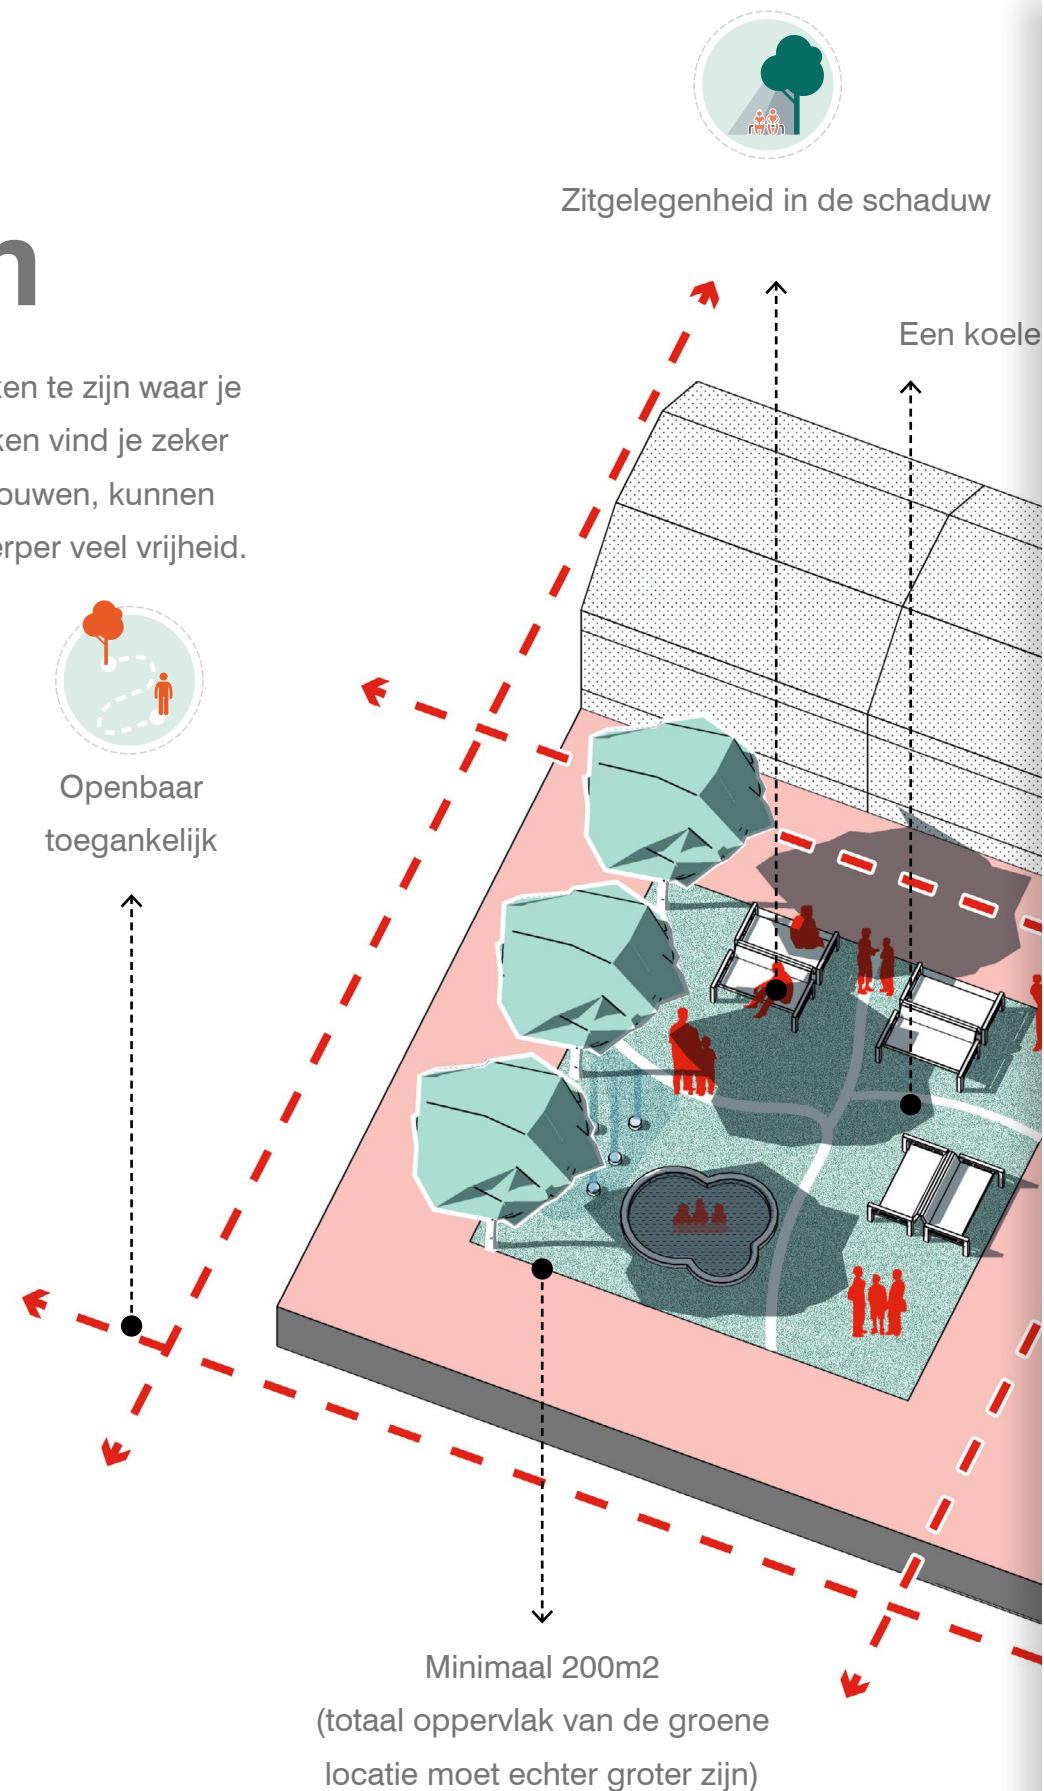 Zitgelegenheid in de schaduw
n
Een koele
ken te zijn waar je
ken vind je zeker
ouwen, kunnen
erper veel vrijheid.
Openbaar
toegankelijk
Minimaal 200m2
(totaal oppervlak van de groene
locatie moet echter groter zijn)